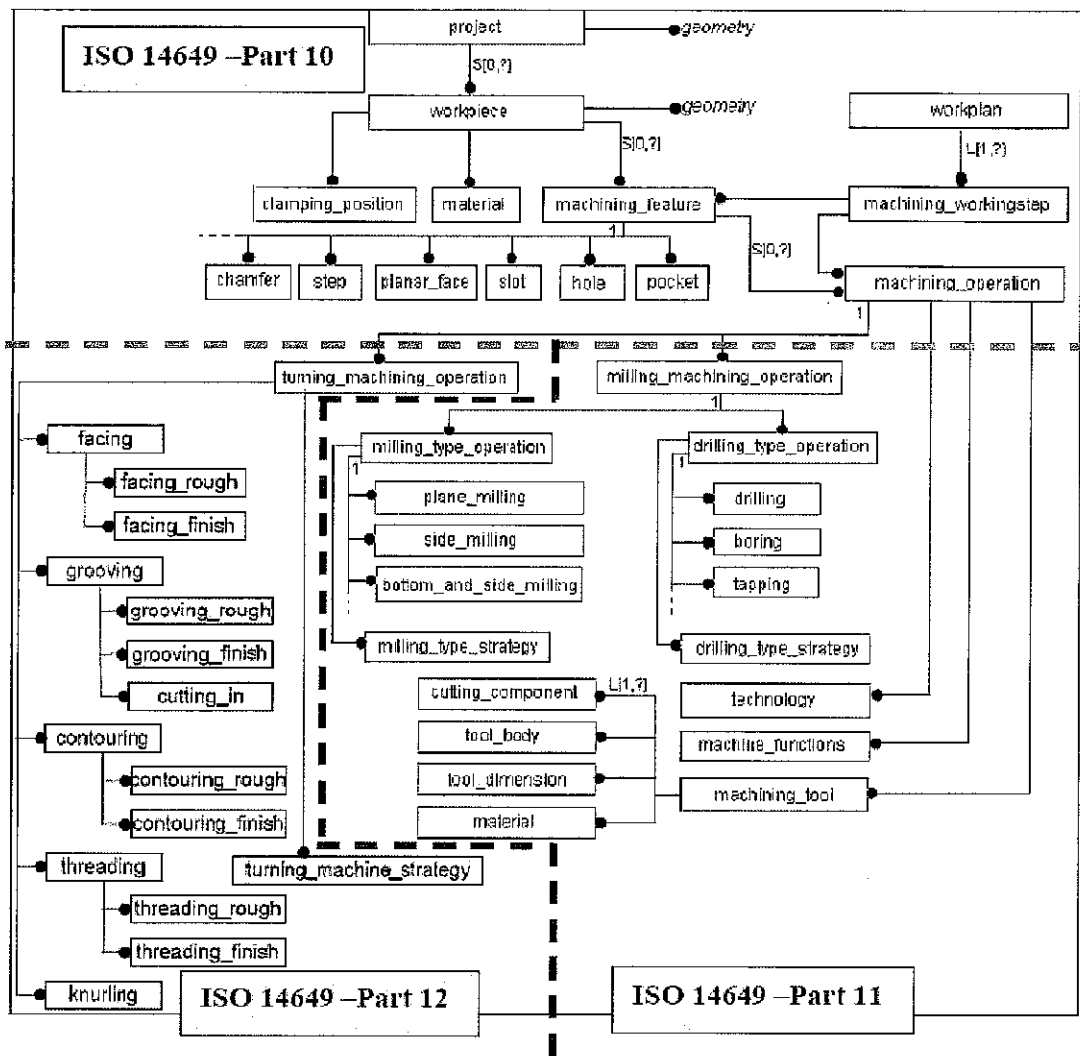 project
geometry
ISO 14649 –Part 10
S[0,?]
workpiece
geometry
workplan
S[0,?]
L[1,?]
clamping_position
material
machining_feature
machining_workingstep
1
S[0,?]
chamfer
step
planar_face
slot
hole
pocket
machining_operation
1
turning_machining_operation
milling_machining_operation
1
facing
milling_type_operation
drilling_type_operation
1
1
facing_rough
plane_milling
drilling
facing_finish
side_milling
boring
grooving
bottom_and_side_milling
tapping
grooving_rough
grooving_finish
milling_type_strategy
drilling_type_strategy
cutting_in
cutting_component
L[1,?]
technology
contouring
tool_body
machine_functions
contouring_rough
tool_dimension
machining_tool
contouring_finish
material
threading
turning_machine_strategy
threading_rough
threading_finish
knurling
ISO 14649 –Part 12
ISO 14649 –Part 11